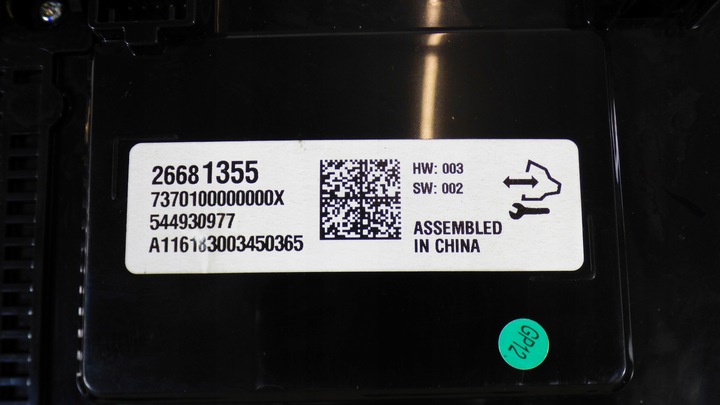 26681355
7370100000000X
544930977
A116183003450365
HW: 003
SW: 002
ASSEMBLED
IN CHINA
GP12